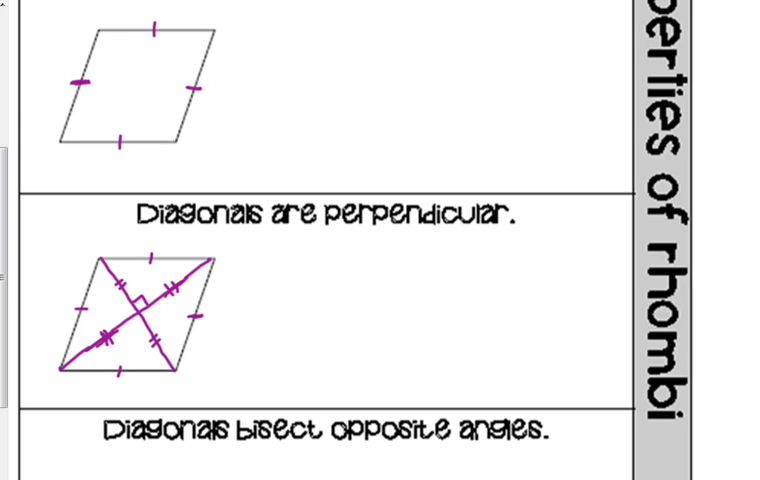 Diagonals are perpendicular.
Diagonals bisect opposite angles.
perties of rhombi